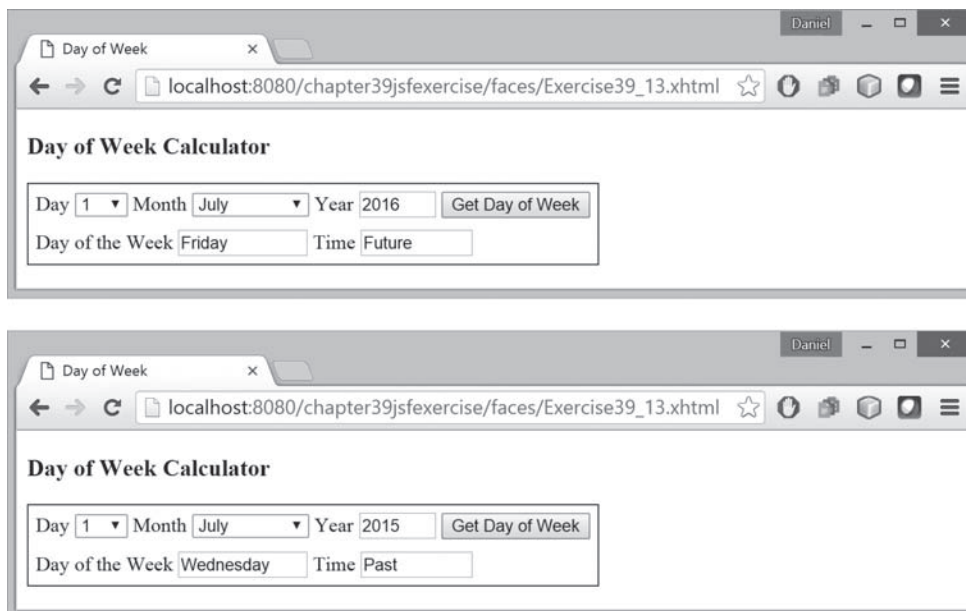 Daniel
Day of Week
localhost:8080/chapter39jsfexercise/faces/Exercise39_13.xhtml
Day of Week Calculator
Day 1 Month July Year 2016 Get Day of Week
Day of the Week Friday Time Future
Daniel
Day of Week
localhost:8080/chapter39jsfexercise/faces/Exercise39_13.xhtml
Day of Week Calculator
Day 1 Month July Year 2015 Get Day of Week
Day of the Week Wednesday Time Past